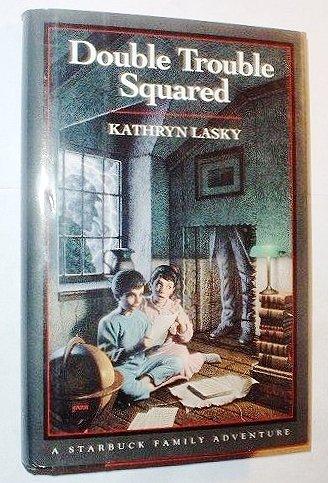 Double Trouble
Squared
KATHRYN LASKY
A STARBUCK FAMILY ADVENTURE